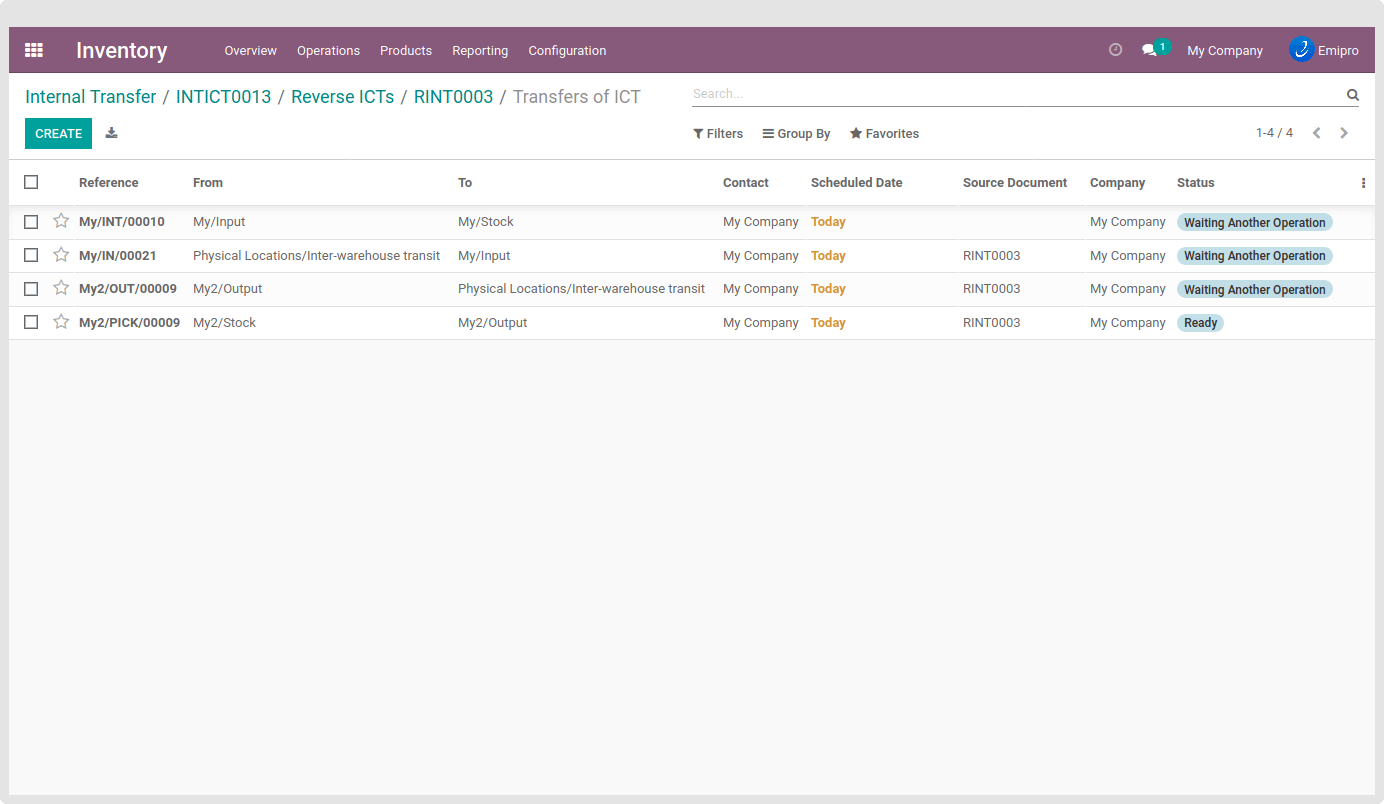 Inventory Overview Operations Products Reporting Configuration 1 My Company Emipro
Internal Transfer / INTICT0013 / Reverse ICTs / RINT0003 / Transfers of ICT Search...
CREATE Filters Group By Favorites 1-4 / 4
Reference From To Contact Scheduled Date Source Document Company Status
My/INT/00010 My/Input My/Stock My Company Today My Company Waiting Another Operation
My/IN/00021 Physical Locations/Inter-warehouse transit My/Input My Company Today RINT0003 My Company Waiting Another Operation
My2/OUT/00009 My2/Output Physical Locations/Inter-warehouse transit My Company Today RINT0003 My Company Waiting Another Operation
My2/PICK/00009 My2/Stock My2/Output My Company Today RINT0003 My Company Ready